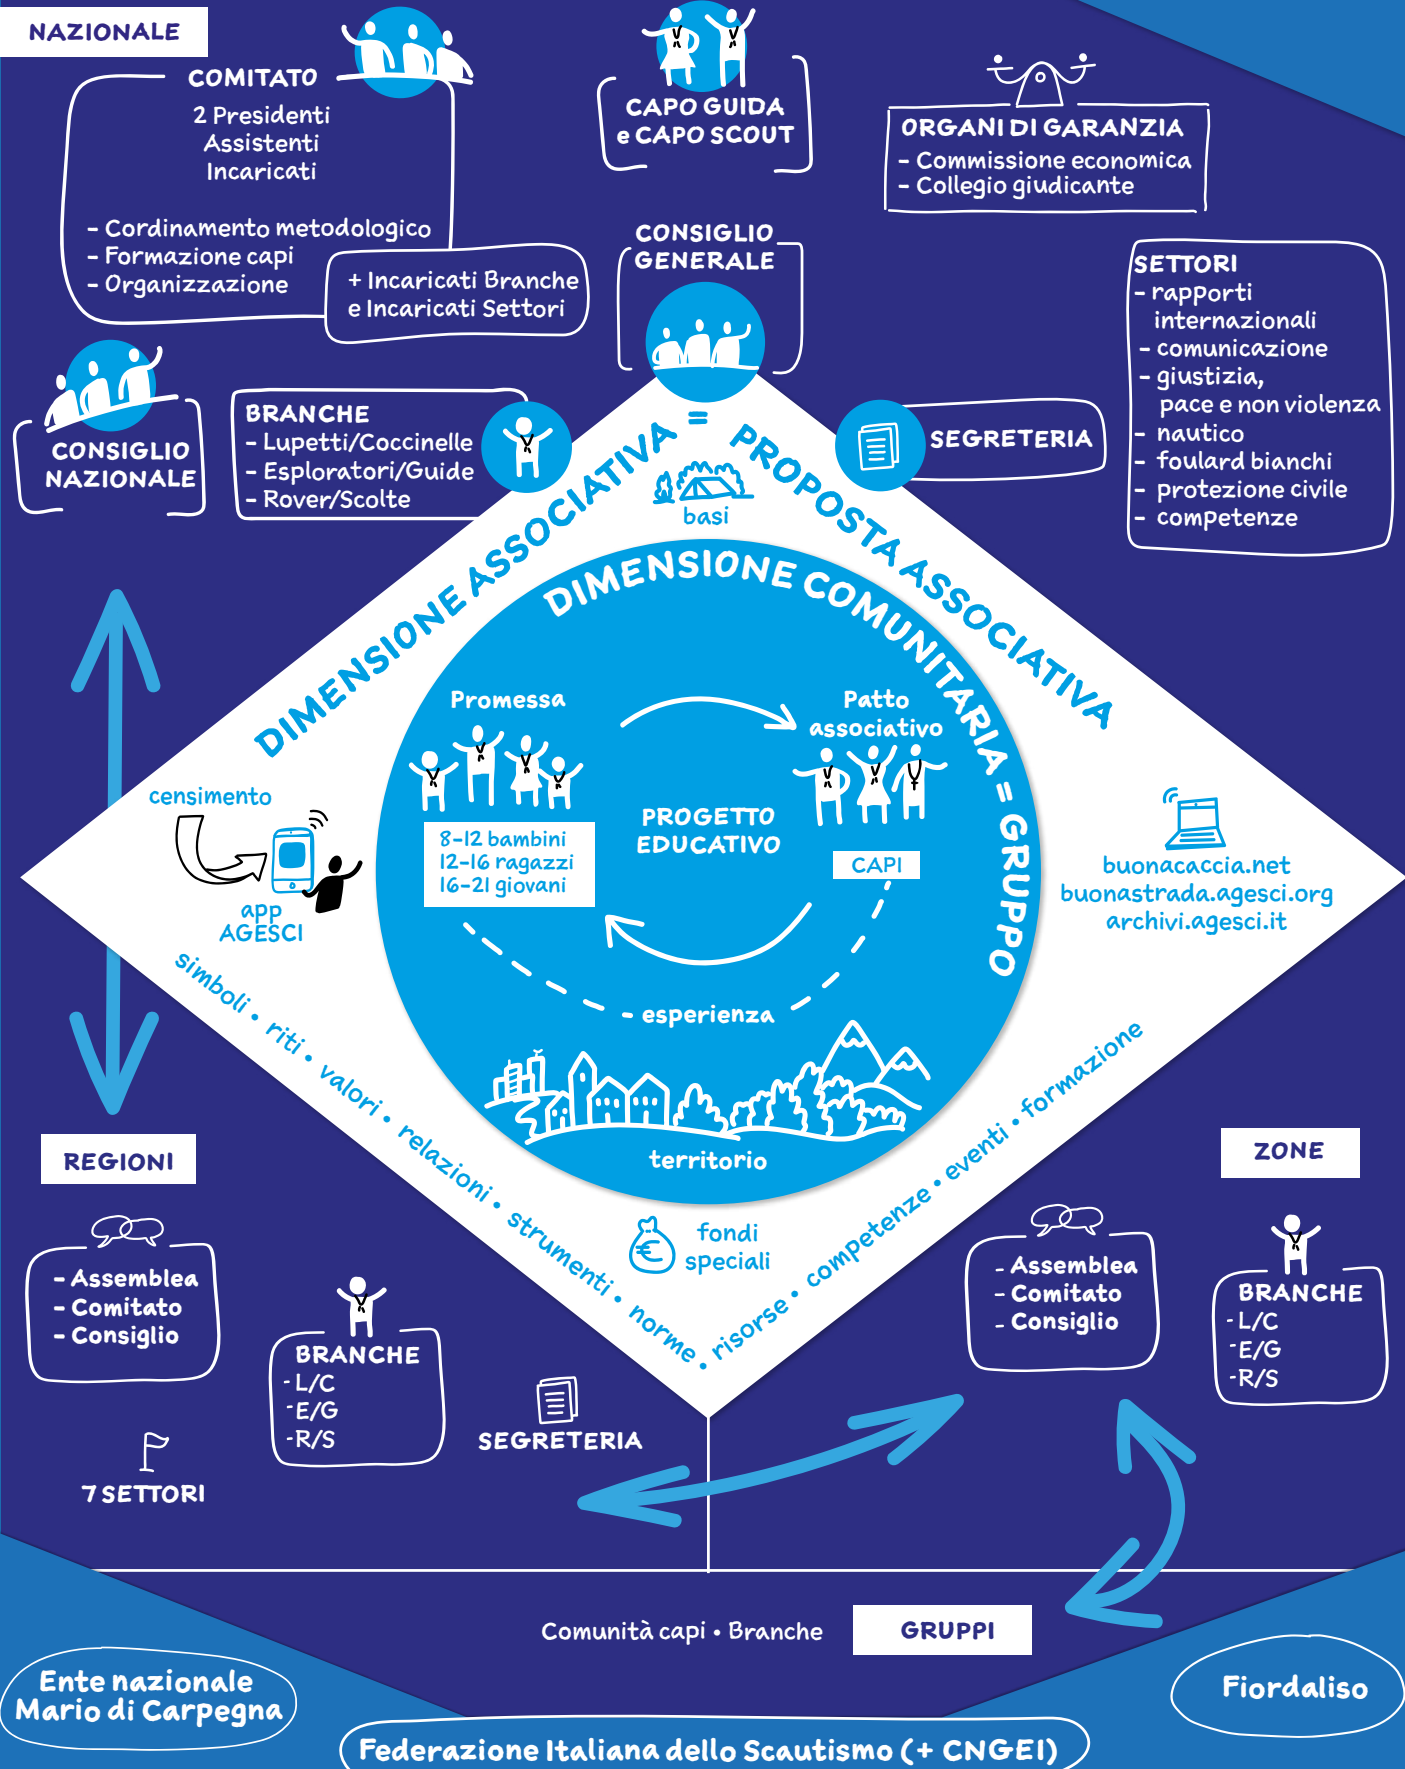 NAZIONALE
COMITATO
2 Presidenti
Assistenti
Incaricati
- Cordinamento metodologico
- Formazione capi
- Organizzazione
+ Incaricati Branche
e Incaricati Settori
CAPO GUIDA
e CAPO SCOUT
ORGANI DI GARANZIA
- Commissione economica
- Collegio giudicante
CONSIGLIO
GENERALE
SETTORI
- rapporti
internazionali
- comunicazione
- giustizia,
pace e non violenza
- nautico
- foulard bianchi
- protezione civile
- competenze
CONSIGLIO
NAZIONALE
BRANCHE
- Lupetti/Coccinelle
- Esploratori/Guide
- Rover/Scolte
SEGRETERIA
DIMENSIONE ASSOCIATIVA = PROPOSTA ASSOCIATIVA
basi
DIMENSIONE COMUNITARIA = GRUPPO
Promessa
Patto
associativo
PROGETTO
EDUCATIVO
8-12 bambini
12-16 ragazzi
16-21 giovani
CAPI
esperienza
territorio
censimento
app
AGESCI
buonacaccia.net
buonastrada.agesci.org
archivi.agesci.it
simboli • riti • valori • relazioni • strumenti • norme • risorse • competenze • eventi • formazione
fondi
speciali
REGIONI
- Assemblea
- Comitato
- Consiglio
BRANCHE
- L/C
- E/G
- R/S
7 SETTORI
SEGRETERIA
ZONE
- Assemblea
- Comitato
- Consiglio
BRANCHE
- L/C
- E/G
- R/S
Comunità capi • Branche
GRUPPI
Ente nazionale
Mario di Carpegna
Fiordaliso
Federazione Italiana dello Scautismo (+ CNGEI)